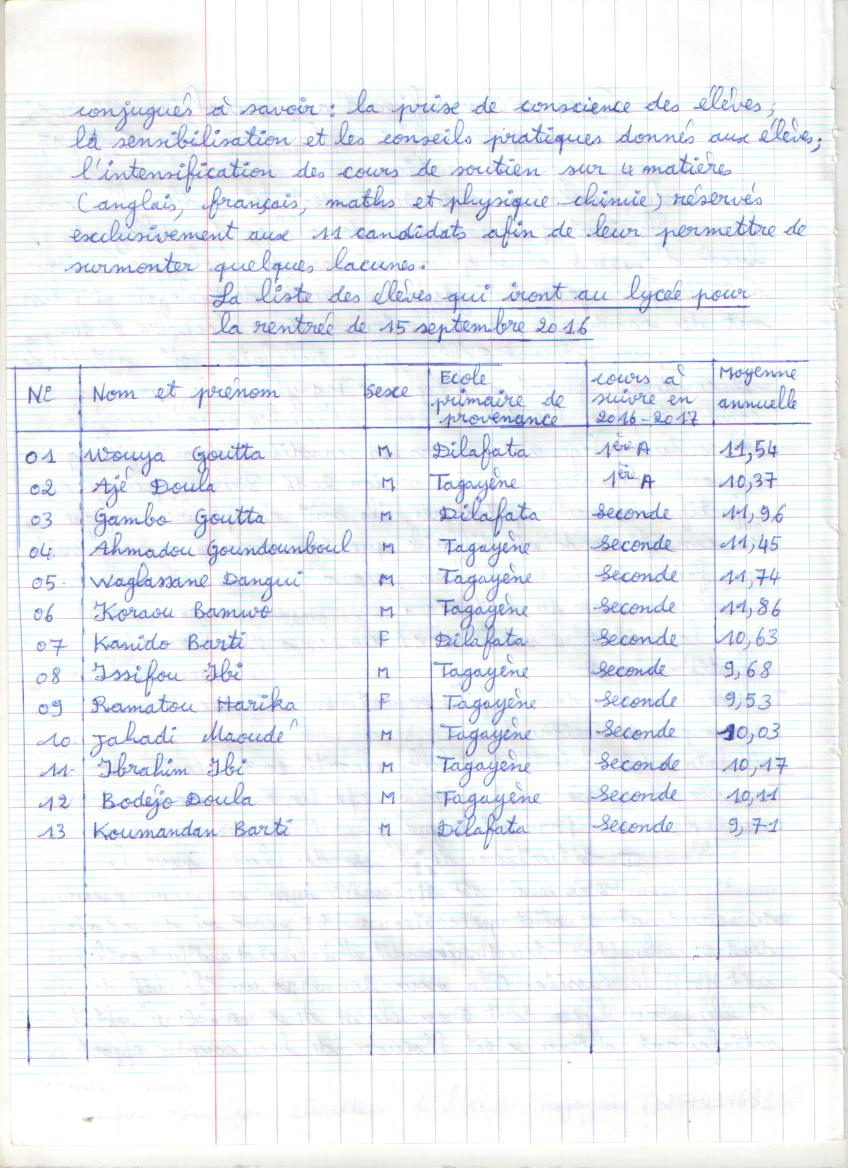 conjugués à savoir : la prise de conscience des élèves,
la sensibilisation et les conseils pratiques donnés aux élèves;
l'intensification des cours de soutien sur 4 matières
(anglais, français, maths et physique chimie) réservés
exclusivement aux 11 candidats afin de leur permettre de
surmonter quelques lacunes.
La liste des élèves qui iront au lycée pour
la rentrée de 15 septembre 2016
N° Nom et prénom Sexe Ecole primaire de provenance cours à suivre en 2016-2017 Moyenne annuelle
01 Wouya Goutta M Dilafata 1ère A 11,54
02 Ajé Doula M Tagayène 1ère A 10,37
03 Gambo Goutta M Dilafata Seconde 11,96
04 Ahmadou Goundounboul M Tagayène Seconde 11,45
05 Waglassane Dangui M Tagayène Seconde 11,74
06 Koraou Bamwo M Tagayène Seconde 11,86
07 Kanido Barti F Dilafata Seconde 10,63
08 Issifou Ibi M Tagayène Seconde 9,68
09 Ramatou Harika F Tagayène Seconde 9,53
10 Jahadi Maoudé M Tagayène Seconde 10,03
11 Ibrahim Ibi M Tagayène Seconde 10,17
12 Bodéjo Doula M Tagayène Seconde 10,11
13 Koumandan Barti M Dilafata Seconde 9,71